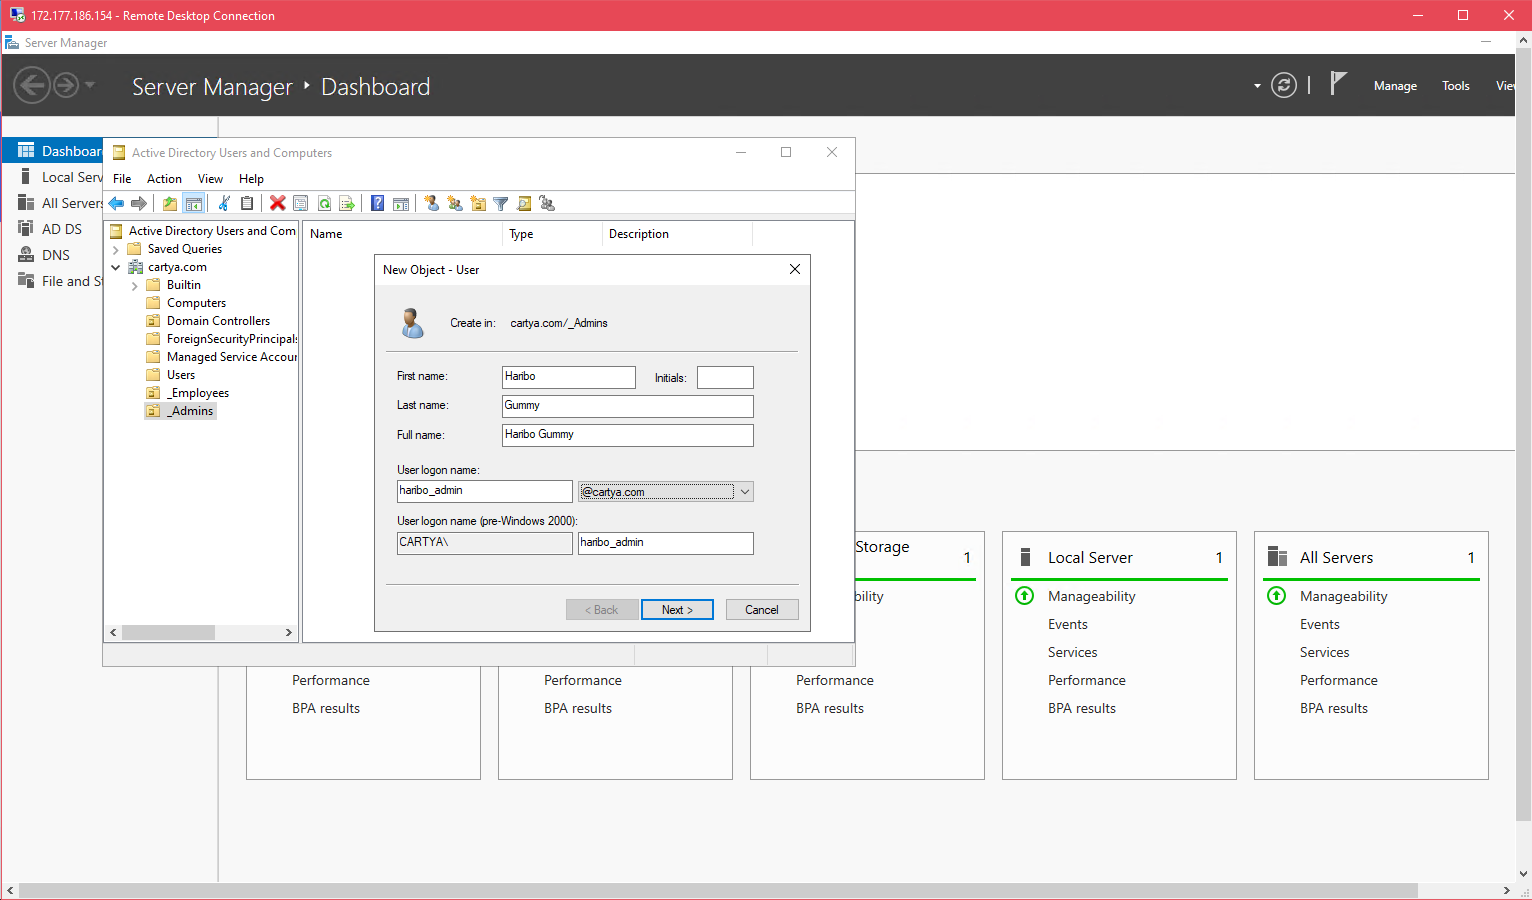 172.177.186.154 - Remote Desktop Connection
Server Manager
Server Manager ‣ Dashboard
Manage Tools
Active Directory Users and Computers
File Action View Help
Dashboard
Local Serv
All Servers
AD DS
DNS
File and St
Active Directory Users and Com
Saved Queries
cartya.com
Builtin
Computers
Domain Controllers
ForeignSecurityPrincipals
Managed Service Accour
Users
_Employees
_Admins
Name Type Description
New Object - User
Create in: cartya.com/_Admins
First name: Haribo Initials:
Last name: Gummy
Full name: Haribo Gummy
User logon name:
haribo_admin @cartya.com
User logon name (pre-Windows 2000):
CARTYA\ haribo_admin
< Back Next > Cancel
Performance
BPA results
Performance
BPA results
Storage 1
bility
Performance
BPA results
Local Server 1
Manageability
Events
Services
Performance
BPA results
All Servers 1
Manageability
Events
Services
Performance
BPA results